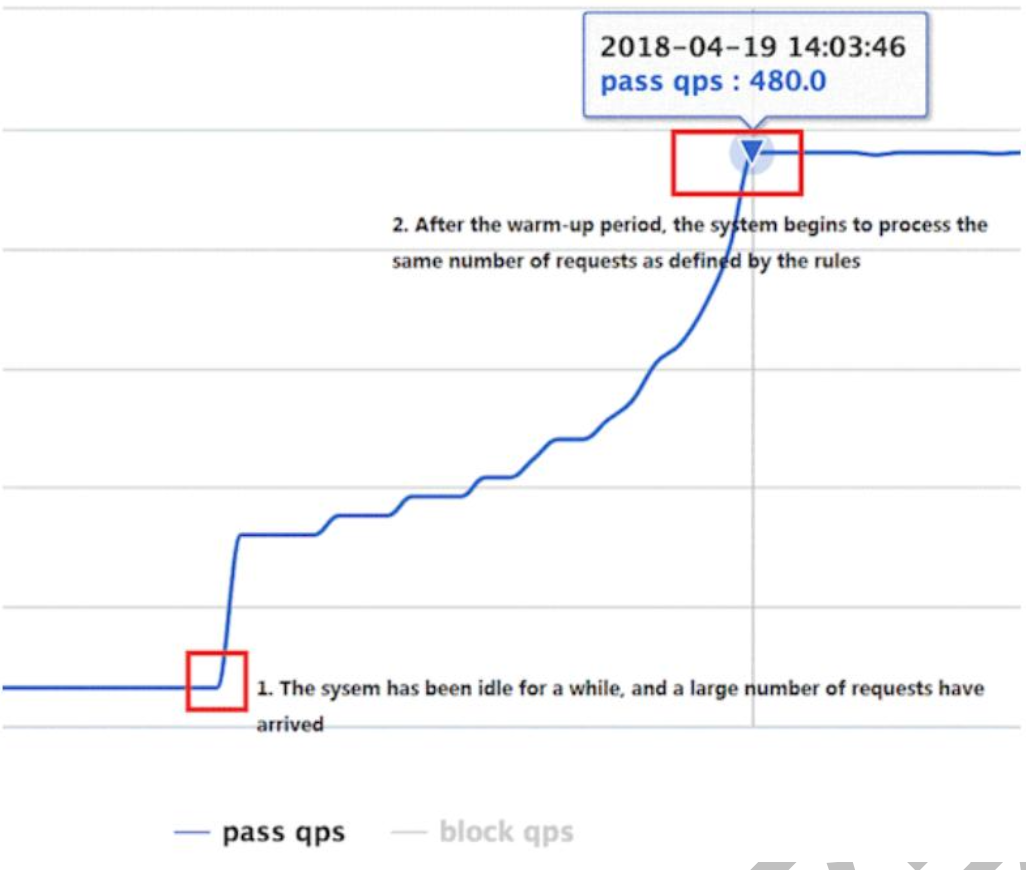 2018-04-19 14:03:46
pass qps : 480.0
2. After the warm-up period, the system begins to process the
same number of requests as defined by the rules
1. The sysem has been idle for a while, and a large number of requests have
arrived
pass qps
block qps